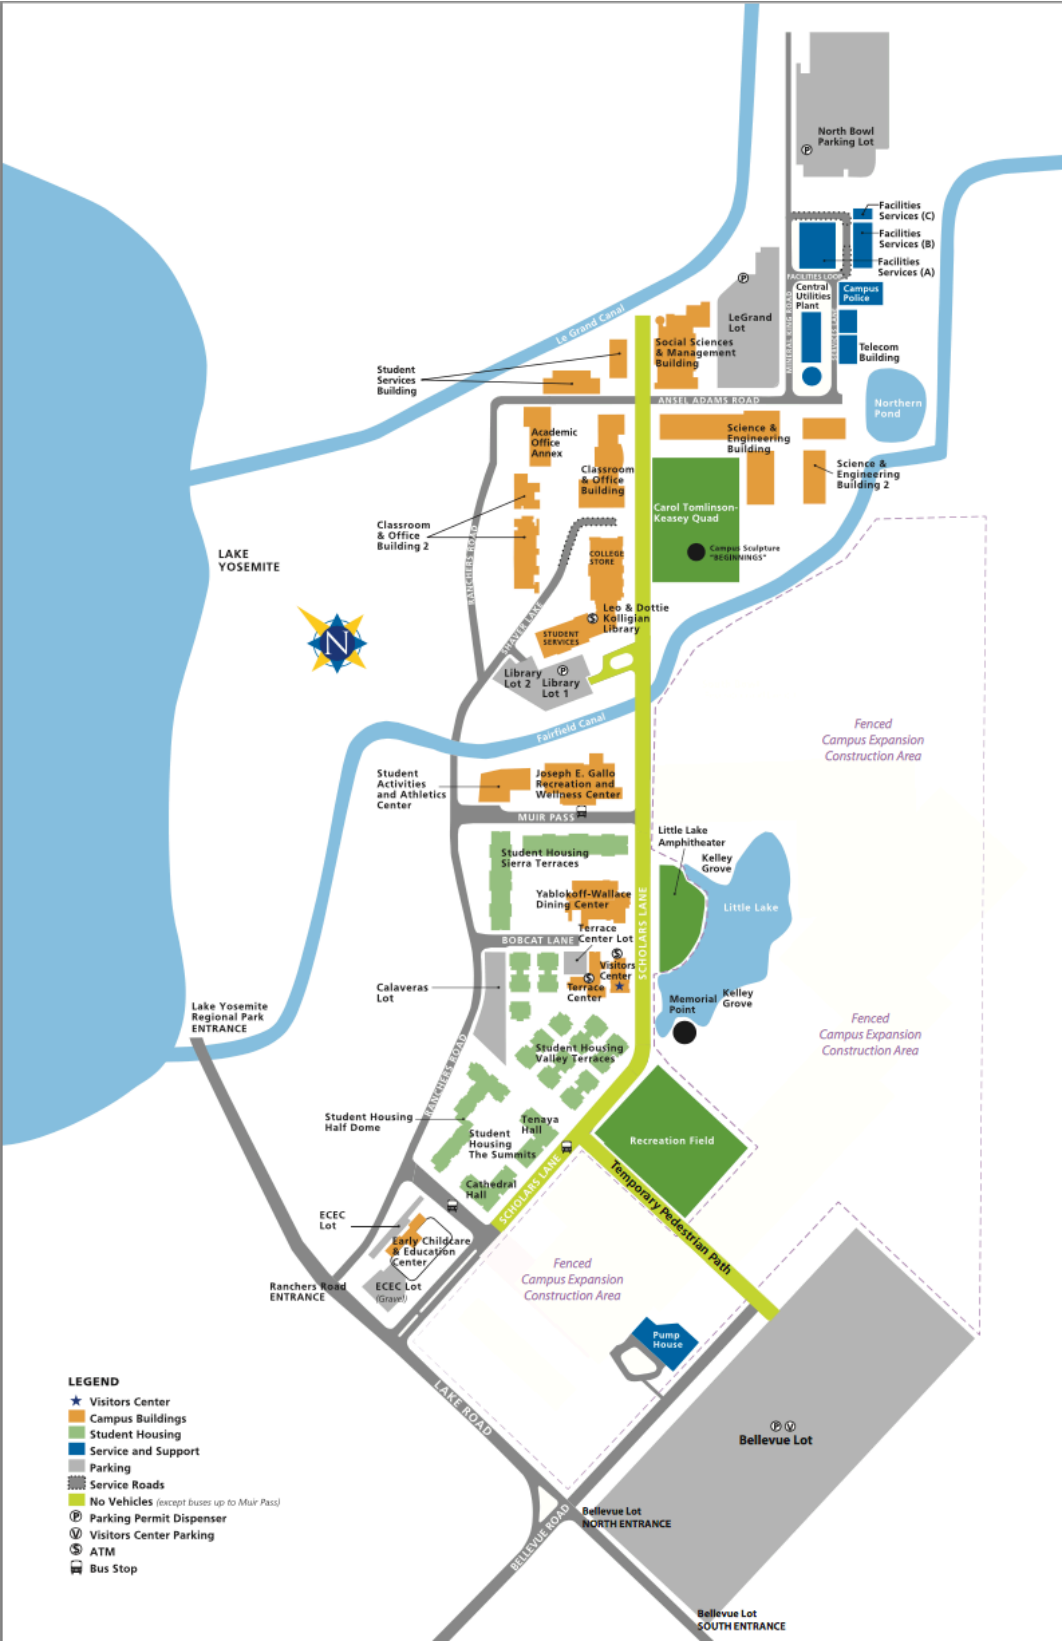 North Bowl
Parking Lot
P
Facilities
Services (C)
Facilities
Services (B)
Facilities
Services (A)
FACILITIES LOOP
Central
Utilities
Plant
Campus
Police
MINERAL KING ROAD
SERVICES LANE
P
LeGrand
Lot
Telecom
Building
Le Grand Canal
Social Sciences
& Management
Building
Student
Services
Building
ANSEL ADAMS ROAD
Northern
Pond
Academic
Office
Annex
Science &
Engineering
Building
Classroom
& Office
Building
Science &
Engineering
Building 2
Carol Tomlinson-
Keasey Quad
Classroom
& Office
Building 2
RANCHERS ROAD
LAKE
YOSEMITE
COLLEGE
STORE
Campus Sculpture
"BEGINNINGS"
N
SHAVER LAKE
Leo & Dottie
Kolligian
Library
S
STUDENT
SERVICES
Library
Lot 2
P
Library
Lot 1
Fairfield Canal
Fenced
Campus Expansion
Construction Area
Student
Activities
and Athletics
Center
Joseph E. Gallo
Recreation and
Wellness Center
MUIR PASS
Little Lake
Amphitheater
Kelley
Grove
Student Housing
Sierra Terraces
Yablokoff-Wallace
Dining Center
Little Lake
SCHOLARS LANE
BOBCAT LANE
Terrace
Center Lot
S
Visitors
Center
S
Terrace
Center
Calaveras
Lot
Memorial
Point
Kelley
Grove
Lake Yosemite
Regional Park
ENTRANCE
Fenced
Campus Expansion
Construction Area
Student Housing
Valley Terraces
RANCHERS ROAD
Student Housing
Half Dome
Tenaya
Hall
Student
Housing
The Summits
Recreation Field
Cathedral
Hall
SCHOLARS LANE
Temporary Pedestrian Path
ECEC
Lot
Early Childcare
& Education
Center
Ranchers Road
ENTRANCE
ECEC Lot
(Gravel)
Fenced
Campus Expansion
Construction Area
Pump
House
LAKE ROAD
P V
Bellevue Lot
BELLEVUE ROAD
Bellevue Lot
NORTH ENTRANCE
Bellevue Lot
SOUTH ENTRANCE
LEGEND
Visitors Center
Campus Buildings
Student Housing
Service and Support
Parking
Service Roads
No Vehicles (except buses up to Muir Pass)
P Parking Permit Dispenser
V Visitors Center Parking
S ATM
Bus Stop